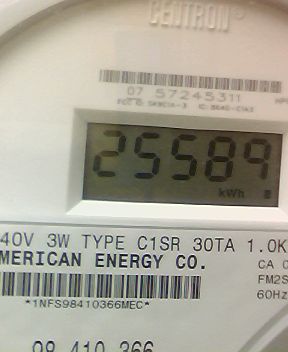 CENTRON®
07 57245311
25589
kWh
40V 3W TYPE C1SR 30TA 1.0K
MERICAN ENERGY CO. CA 0
FM2S
60Hz
*1NFS98410366MEC*
98 410 366